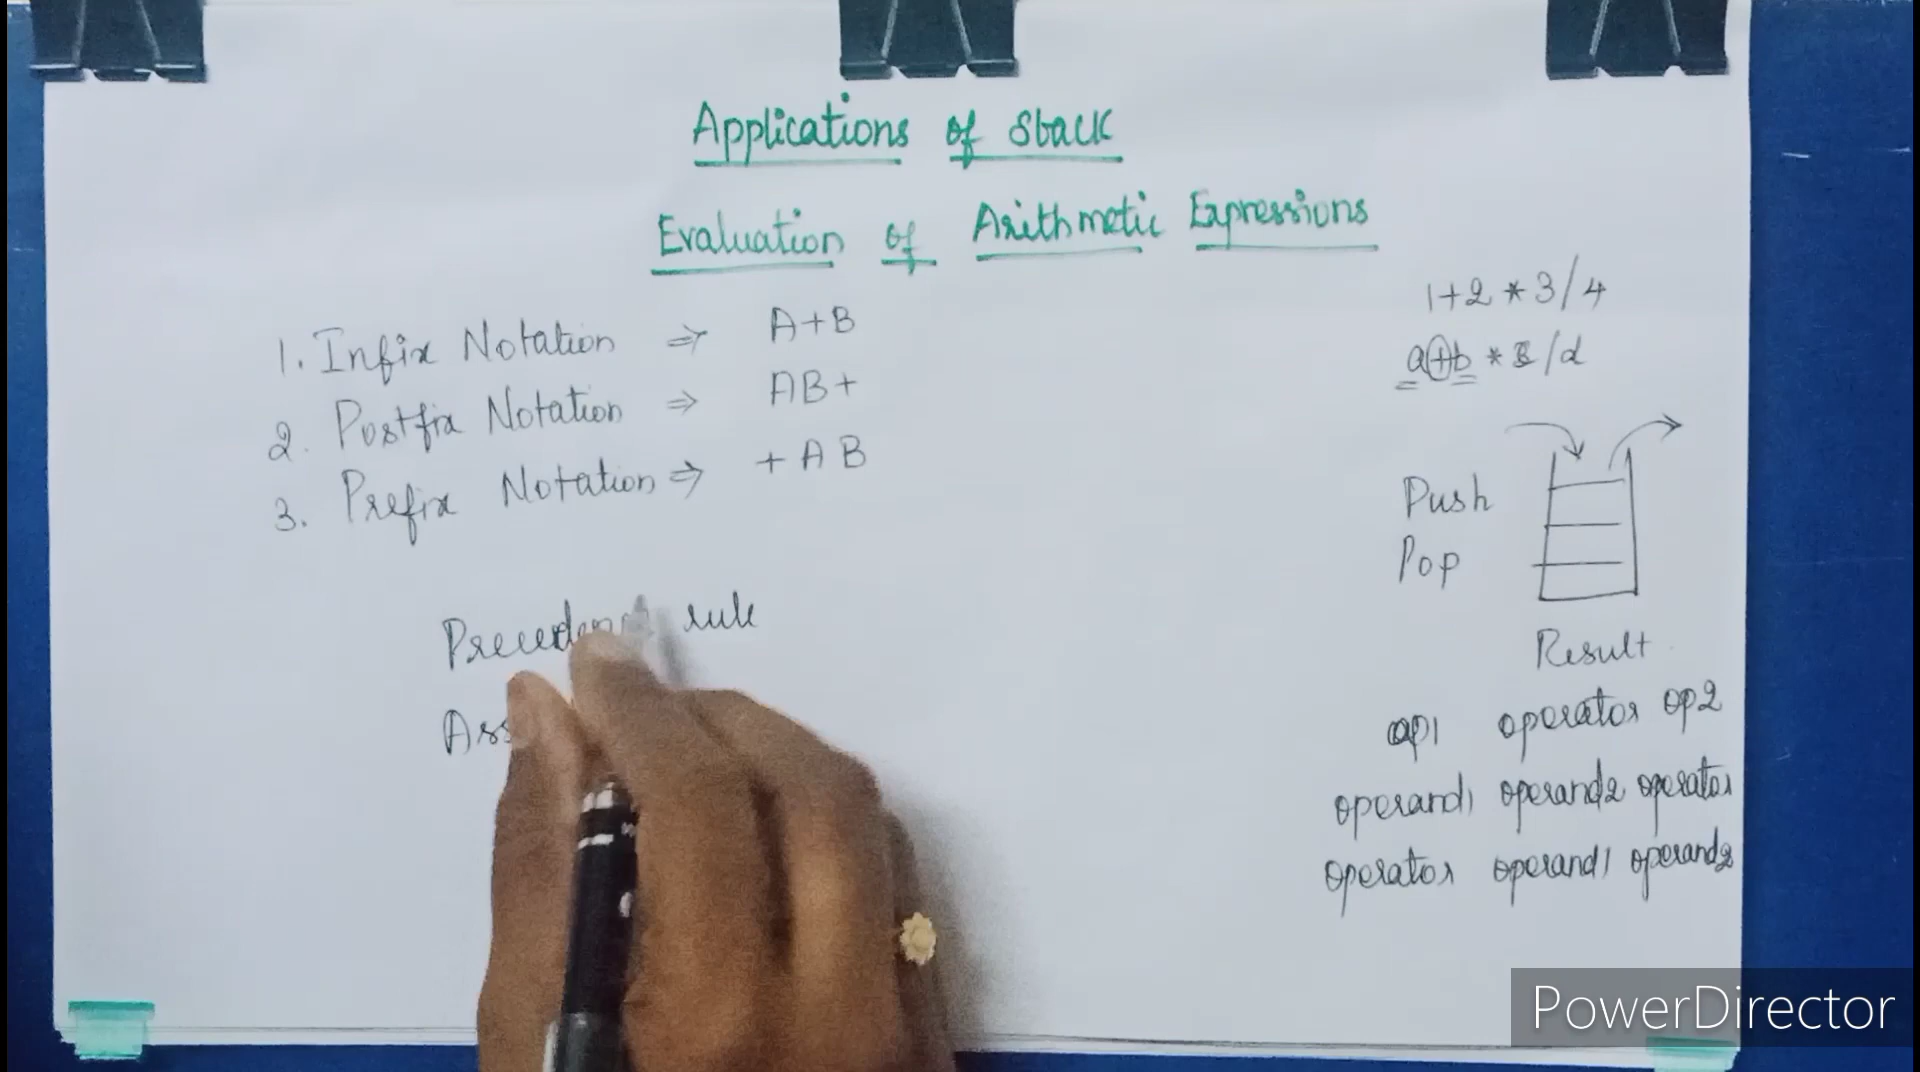 Applications of Stack
Evaluation of Arithmetic Expressions
1. Infix Notation ⇒ A+B
2. Postfix Notation ⇒ AB+
3. Prefix Notation ⇒ +AB
Precedence rule
1+2*3/4
a+b * /d
Push
Pop
Result
op1 operator op2
operand1 operand2 operator
operator operand1 operand2
PowerDirector